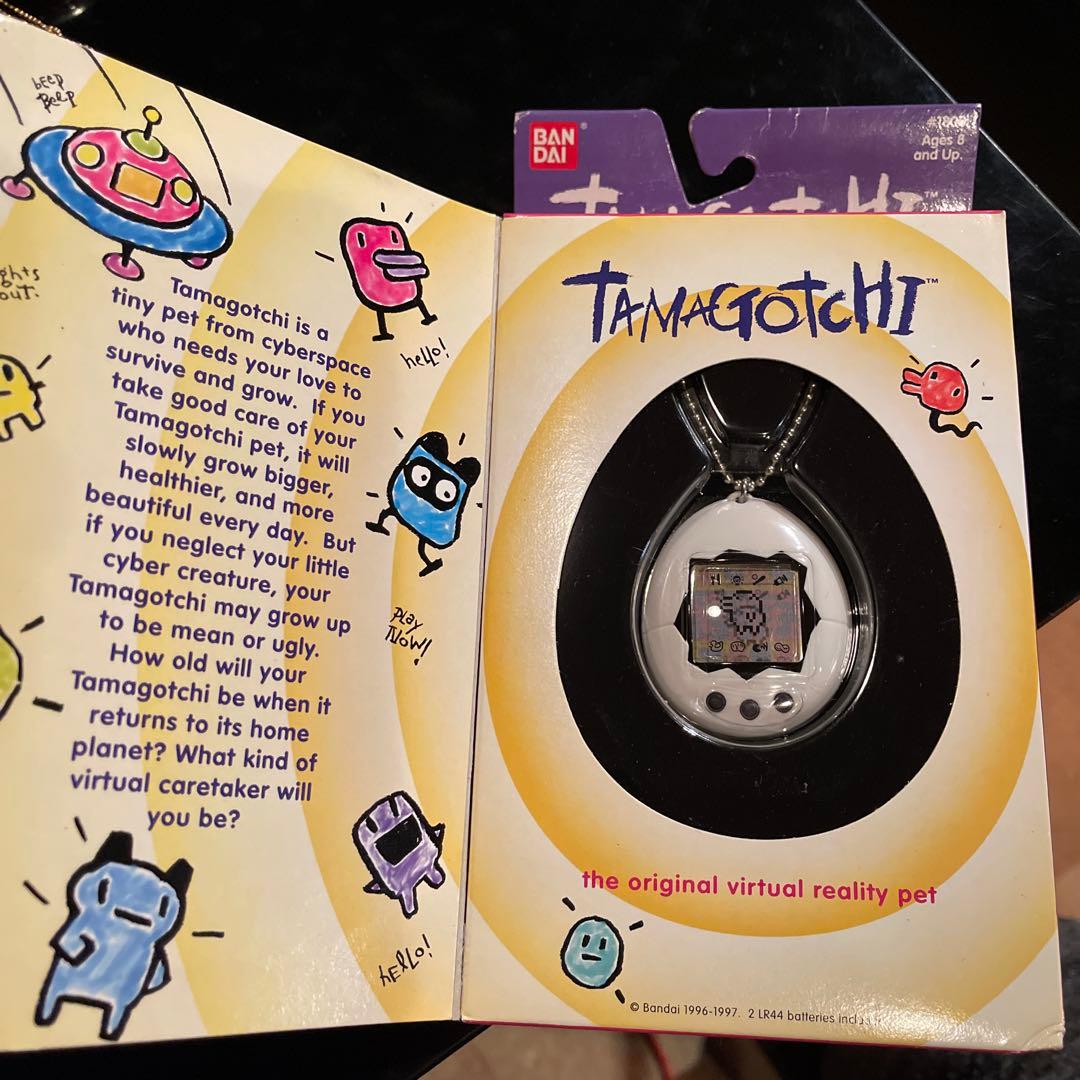 beep
Beep
ghts
out.
Tamagotchi is a
tiny pet from cyberspace
who needs your love to
survive and grow. If you
take good care of your
Tamagotchi pet, it will
slowly grow bigger,
healthier, and more
beautiful every day. But
if you neglect your little
cyber creature, your
Tamagotchi may grow up
to be mean or ugly.
How old will your
Tamagotchi be when it
returns to its home
planet? What kind of
virtual caretaker will
you be?
hello!
Play
Now!
hello!
BAN
DAI
®
Ages 8
and Up.
TAMAGOTCHI™
TAMAGOTCHI™
the original virtual reality pet
© Bandai 1996-1997. 2 LR44 batteries